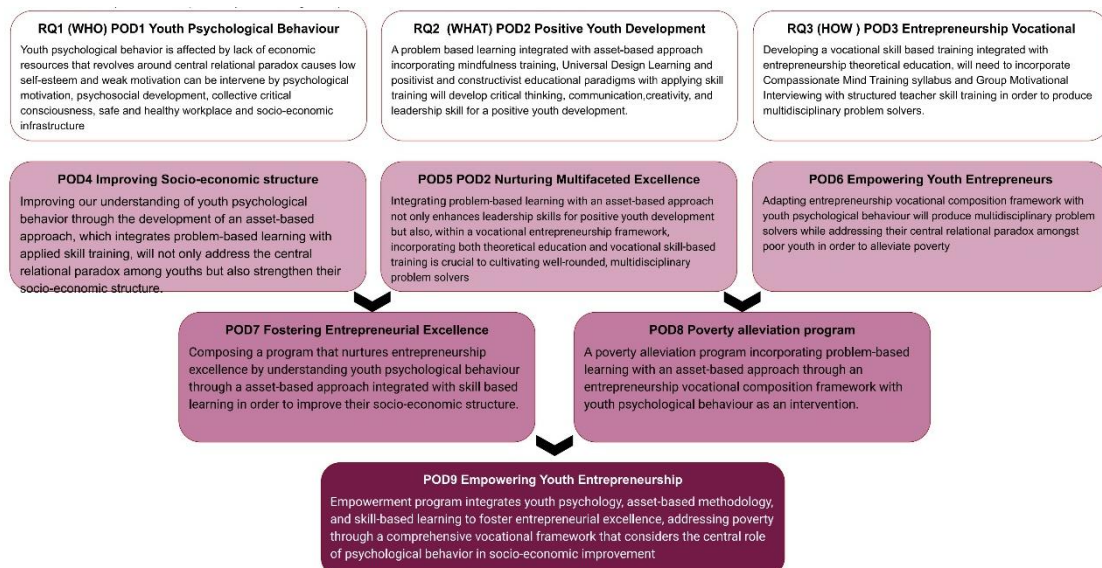 RQ1 (WHO) POD1 Youth Psychological Behaviour
Youth psychological behavior is affected by lack of economic
resources that revolves around central relational paradox causes low
self-esteem and weak motivation can be intervene by psychological
motivation, psychosocial development, collective critical
consciousness, safe and healthy workplace and socio-economic
infrastructure
RQ2 (WHAT) POD2 Positive Youth Development
A problem based learning integrated with asset-based approach
incorporating mindfulness training, Universal Design Learning and
positivist and constructivist educational paradigms with applying skill
training will develop critical thinking, communication,creativity, and
leadership skill for a positive youth development.
RQ3 (HOW ) POD3 Entrepreneurship Vocational
Developing a vocational skill based training integrated with
entrepreneurship theoretical education, will need to incorporate
Compassionate Mind Training syllabus and Group Motivational
Interviewing with structured teacher skill training in order to produce
multidisciplinary problem solvers.
POD4 Improving Socio-economic structure
Improving our understanding of youth psychological
behavior through the development of an asset-based
approach, which integrates problem-based learning with
applied skill training, will not only address the central
relational paradox among youths but also strengthen their
socio-economic structure.
POD5 POD2 Nurturing Multifaceted Excellence
Integrating problem-based learning with an asset-based approach
not only enhances leadership skills for positive youth development
but also, within a vocational entrepreneurship framework,
incorporating both theoretical education and vocational skill-based
training is crucial to cultivating well-rounded, multidisciplinary
problem solvers
POD6 Empowering Youth Entrepreneurs
Adapting entrepreneurship vocational composition framework with
youth psychological behaviour will produce multidisciplinary problem
solvers while addressing their central relational paradox amongst
poor youth in order to alleviate poverty
POD7 Fostering Entrepreneurial Excellence
Composing a program that nurtures entrepreneurship
excellence by understanding youth psychological behaviour
through a asset-based approach integrated with skill based
learning in order to improve their socio-economic structure.
POD8 Poverty alleviation program
A poverty alleviation program incorporating problem-based
learning with an asset-based approach through an
entrepreneurship vocational composition framework with
youth psychological behaviour as an intervention.
POD9 Empowering Youth Entrepreneurship
Empowerment program integrates youth psychology, asset-based methodology,
and skill-based learning to foster entrepreneurial excellence, addressing poverty
through a comprehensive vocational framework that considers the central role
of psychological behavior in socio-economic improvement